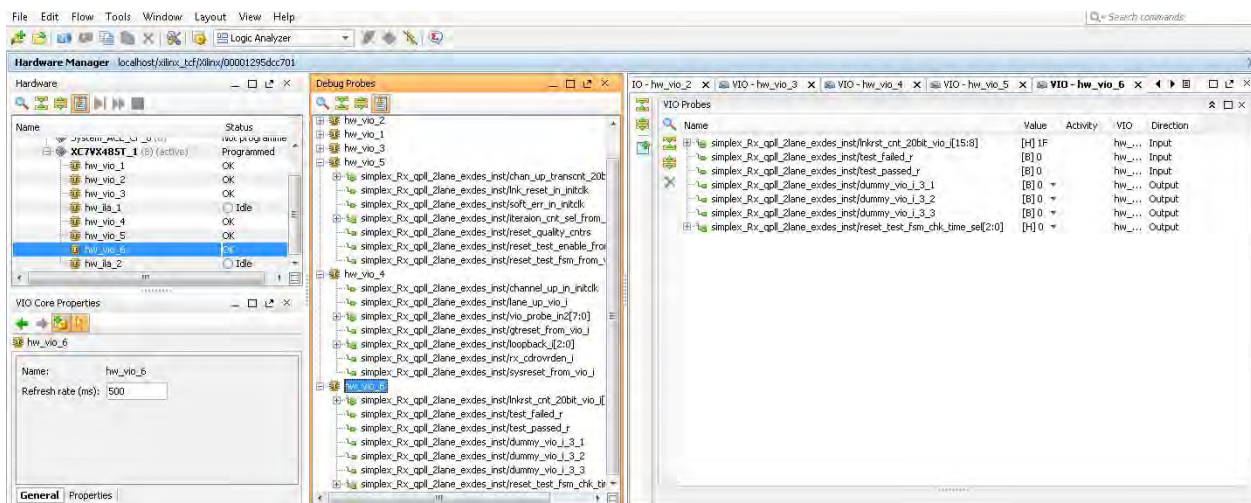 File Edit Flow Tools Window Layout View Help
Search commands
Logic Analyzer
Hardware Manager localhost/xilinx_tcf/Xilinx/00001295dcc701
Hardware
Name Status
XC7VX485T_1 (8) (active) Programmed
hw_vio_1 OK
hw_vio_2 OK
hw_vio_3 OK
hw_ila_1 Idle
hw_vio_4 OK
hw_vio_5 OK
hw_vio_6 OK
hw_ila_2 Idle
VIO Core Properties
hw_vio_6
Name: hw_vio_6
Refresh rate (ms): 500
General Properties
Debug Probes
hw_vio_2
hw_vio_1
hw_vio_3
hw_vio_5
simplex_Rx_qpll_2lane_exdes_inst/chan_up_transcnt_20b
simplex_Rx_qpll_2lane_exdes_inst/lnk_reset_in_initclk
simplex_Rx_qpll_2lane_exdes_inst/soft_err_in_initclk
simplex_Rx_qpll_2lane_exdes_inst/iteraion_cnt_sel_from_
simplex_Rx_qpll_2lane_exdes_inst/reset_quality_cntrs
simplex_Rx_qpll_2lane_exdes_inst/reset_test_enable_fro
simplex_Rx_qpll_2lane_exdes_inst/reset_test_fsm_from_
hw_vio_4
simplex_Rx_qpll_2lane_exdes_inst/channel_up_in_initclk
simplex_Rx_qpll_2lane_exdes_inst/lane_up_vio_i
simplex_Rx_qpll_2lane_exdes_inst/vio_probe_in2[7:0]
simplex_Rx_qpll_2lane_exdes_inst/gtreset_from_vio_i
simplex_Rx_qpll_2lane_exdes_inst/loopback_i[2:0]
simplex_Rx_qpll_2lane_exdes_inst/rx_cdrovrden_i
simplex_Rx_qpll_2lane_exdes_inst/sysreset_from_vio_i
hw_vio_6
simplex_Rx_qpll_2lane_exdes_inst/lnkrst_cnt_20bit_vio_i[
simplex_Rx_qpll_2lane_exdes_inst/test_failed_r
simplex_Rx_qpll_2lane_exdes_inst/test_passed_r
simplex_Rx_qpll_2lane_exdes_inst/dummy_vio_i_3_1
simplex_Rx_qpll_2lane_exdes_inst/dummy_vio_i_3_2
simplex_Rx_qpll_2lane_exdes_inst/dummy_vio_i_3_3
simplex_Rx_qpll_2lane_exdes_inst/reset_test_fsm_chk_ti
IO - hw_vio_2 VIO - hw_vio_3 VIO - hw_vio_4 VIO - hw_vio_5 VIO - hw_vio_6
VIO Probes
Name Value Activity VIO Direction
simplex_Rx_qpll_2lane_exdes_inst/lnkrst_cnt_20bit_vio_i[15:8] [H] 1F hw_... Input
simplex_Rx_qpll_2lane_exdes_inst/test_failed_r [B] 0 hw_... Input
simplex_Rx_qpll_2lane_exdes_inst/test_passed_r [B] 0 hw_... Input
simplex_Rx_qpll_2lane_exdes_inst/dummy_vio_i_3_1 [B] 0 hw_... Output
simplex_Rx_qpll_2lane_exdes_inst/dummy_vio_i_3_2 [B] 0 hw_... Output
simplex_Rx_qpll_2lane_exdes_inst/dummy_vio_i_3_3 [B] 0 hw_... Output
simplex_Rx_qpll_2lane_exdes_inst/reset_test_fsm_chk_time_sel[2:0] [H] 0 hw_... Output